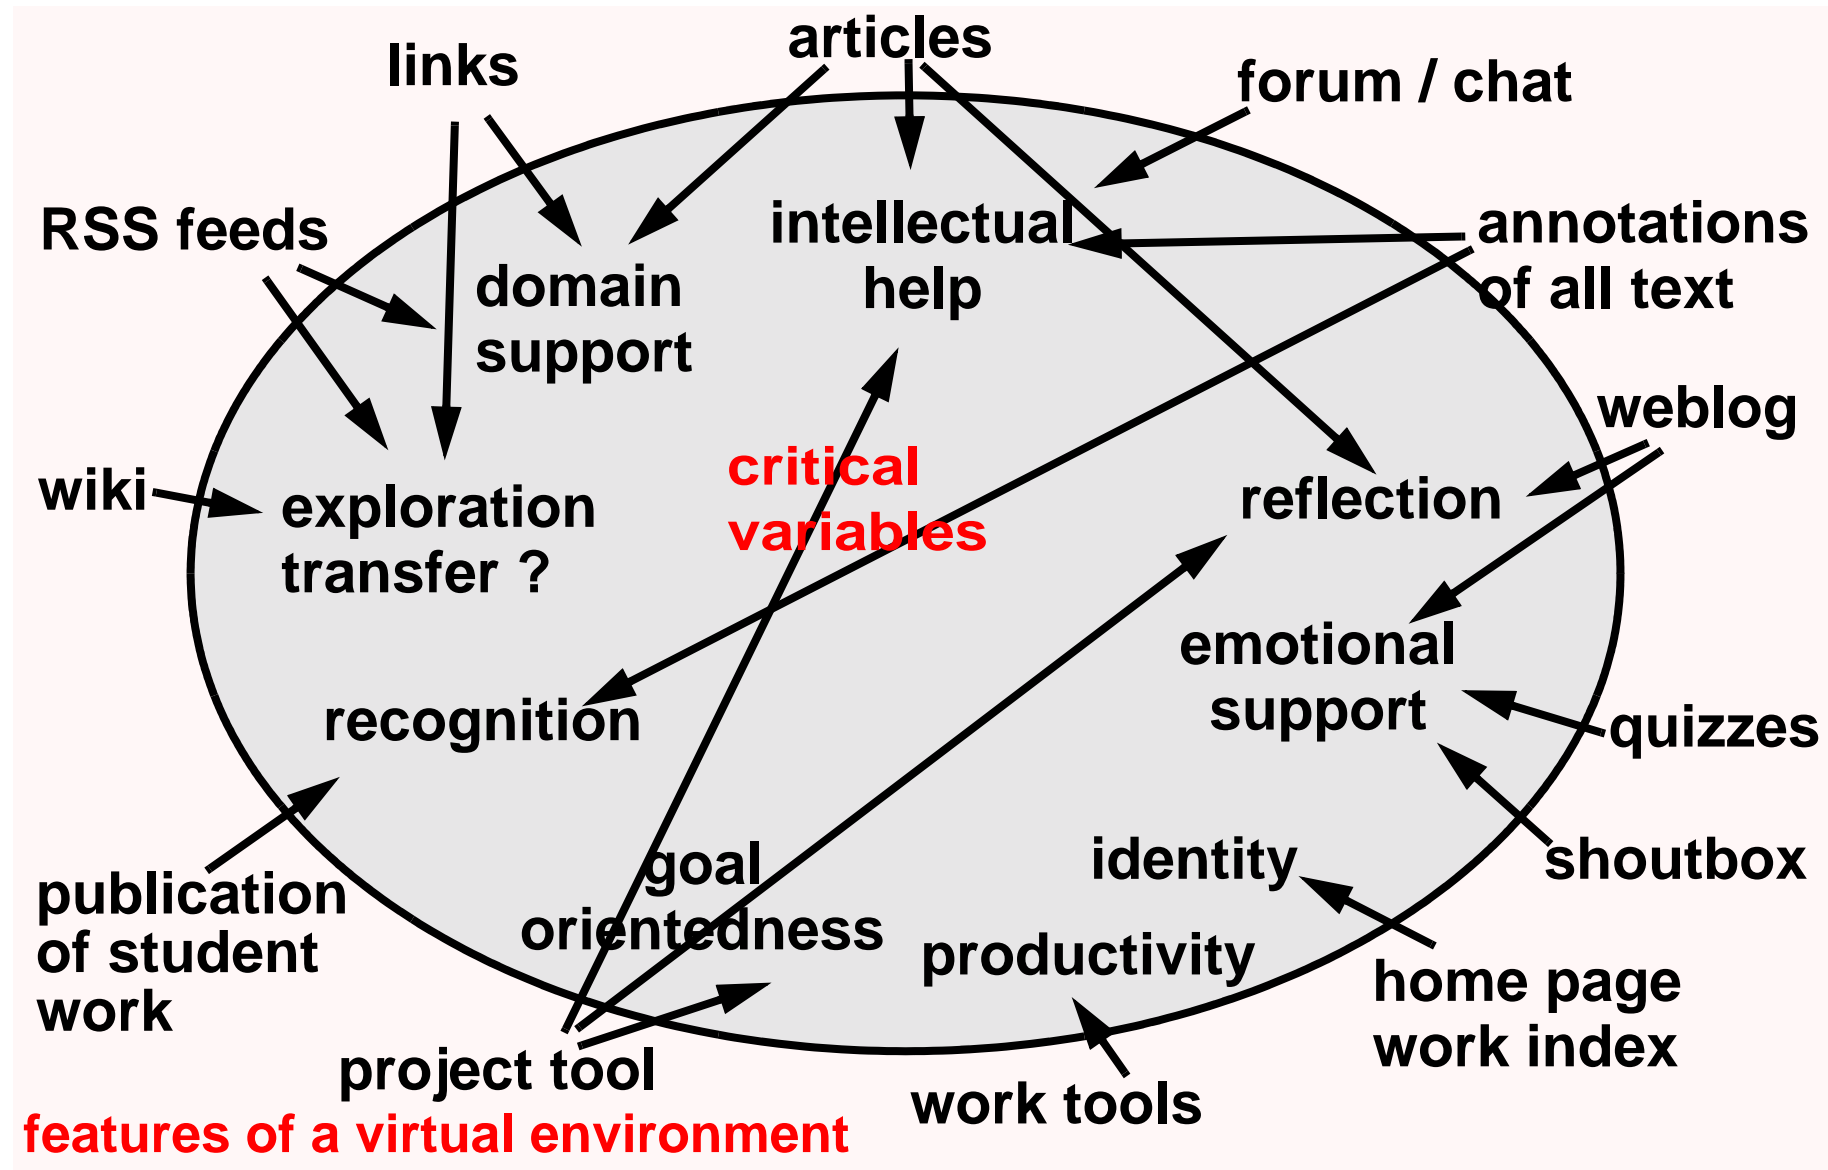 articles
links
forum / chat
RSS feeds
intellectual
help
annotations
of all text
domain
support
weblog
critical
variables
wiki
exploration
transfer ?
reflection
emotional
support
recognition
quizzes
goal
orientedness
identity
shoutbox
publication
of student
work
productivity
home page
work index
project tool
work tools
features of a virtual environment